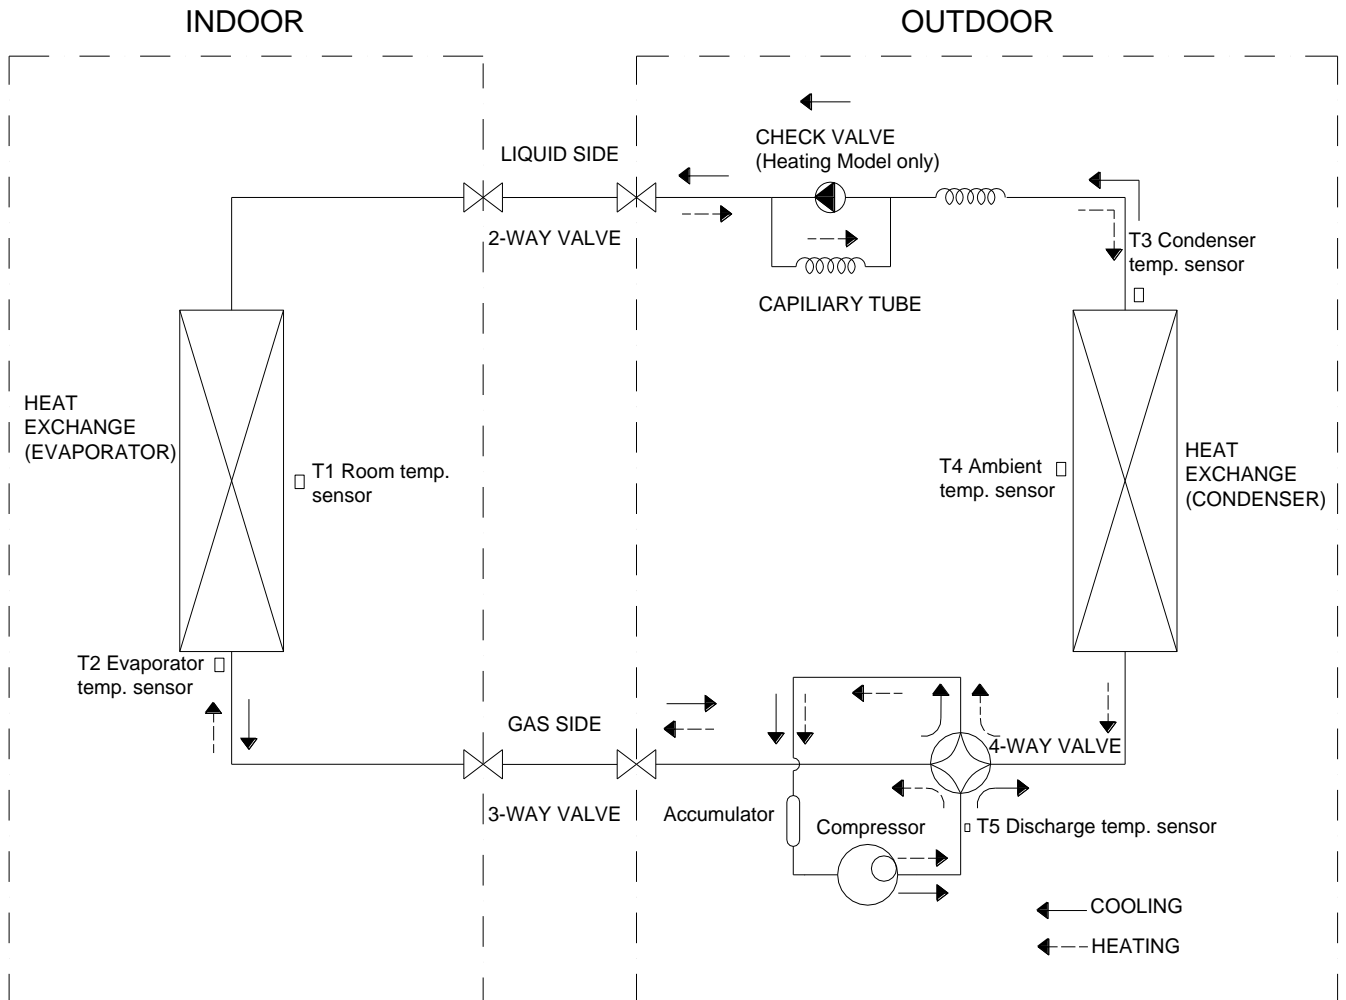 INDOOR
OUTDOOR
CHECK VALVE
(Heating Model only)
LIQUID SIDE
2-WAY VALVE
T3 Condenser
temp. sensor
CAPILIARY TUBE
HEAT
EXCHANGE
(EVAPORATOR)
T1 Room temp.
sensor
T4 Ambient
temp. sensor
HEAT
EXCHANGE
(CONDENSER)
T2 Evaporator
temp. sensor
GAS SIDE
4-WAY VALVE
3-WAY VALVE
Accumulator
Compressor
T5 Discharge temp. sensor
COOLING
HEATING